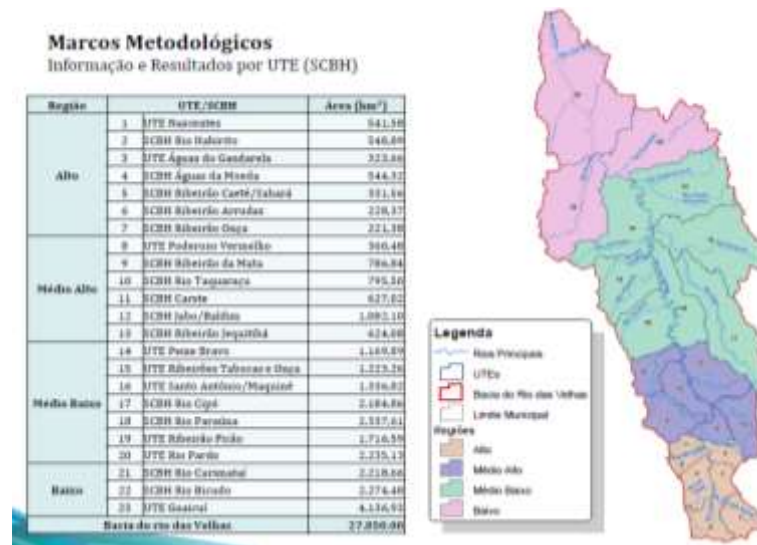 Marcos Metodológicos
Informação e Resultados por UTE (SCBH)
Região UTE/SCBH Área (km²)
Alto
1 UTE Nascentes 541,58
2 SCBH Rio Itabirito
3 UTE Águas do Gandarela 323,66
4 SCBH Águas da Moeda 544,32
5 SCBH Ribeirão Caeté/Sabará 331,56
6 SCBH Ribeirão Arrudas 228,37
7 SCBH Ribeirão Onça 221,38
Médio Alto
8 UTE Poderoso Vermelho 360,48
9 SCBH Ribeirão da Mata 786,84
10 SCBH Rio Taquaraçu 795,50
11 SCBH Carste 627,02
12 SCBH Jabo/Baldim 1.082,10
13 SCBH Ribeirão Jequitibá 624,08
Médio Baixo
14 UTE Peixe Bravo 1.169,89
15 UTE Ribeirões Tabocas e Onça 1.223,26
16 UTE Santo Antônio/Maquiné 1.336,82
17 SCBH Rio Cipó 2.184,86
18 SCBH Rio Paraúna 2.337,61
19 UTE Ribeirão Picão 1.716,59
20 UTE Rio Pardo 2.235,13
Baixo
21 SCBH Rio Curimataí 2.218,66
22 SCBH Rio Bicudo 2.274,48
23 UTE Guaicuí 4.136,93
Bacia do rio das Velhas 27.850,00
Legenda
Rios Principais
UTEs
Bacia do Rio das Velhas
Limite Municipal
Regiões
Alto
Médio Alto
Médio Baixo
Baixo